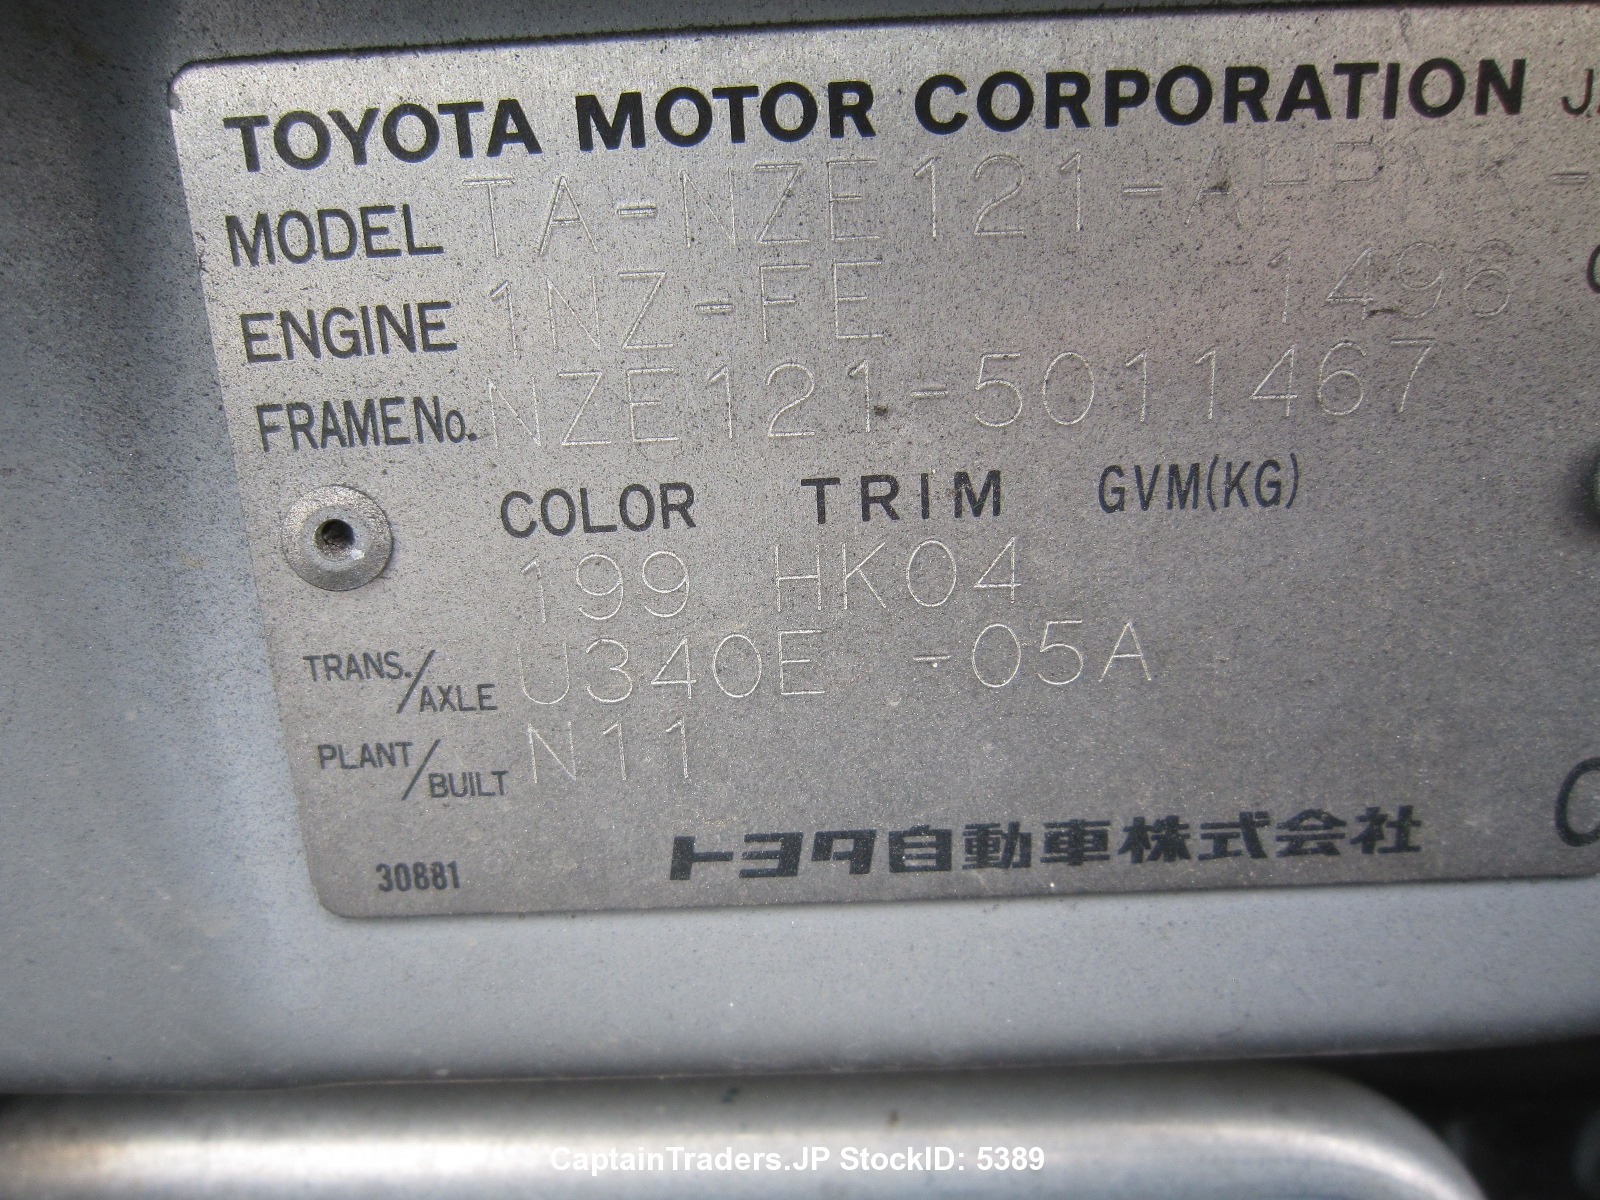 TOYOTA MOTOR CORPORATION
MODEL TA-NZE121-AHPNK-
ENGINE 1NZ-FE 1496
FRAME No. NZE121-5011467
COLOR TRIM GVM(KG)
199 HK04
TRANS./AXLE U340E -05A
PLANT/BUILT N11
トヨタ自動車株式会社
30881
CaptainTraders.JP StockID: 5389